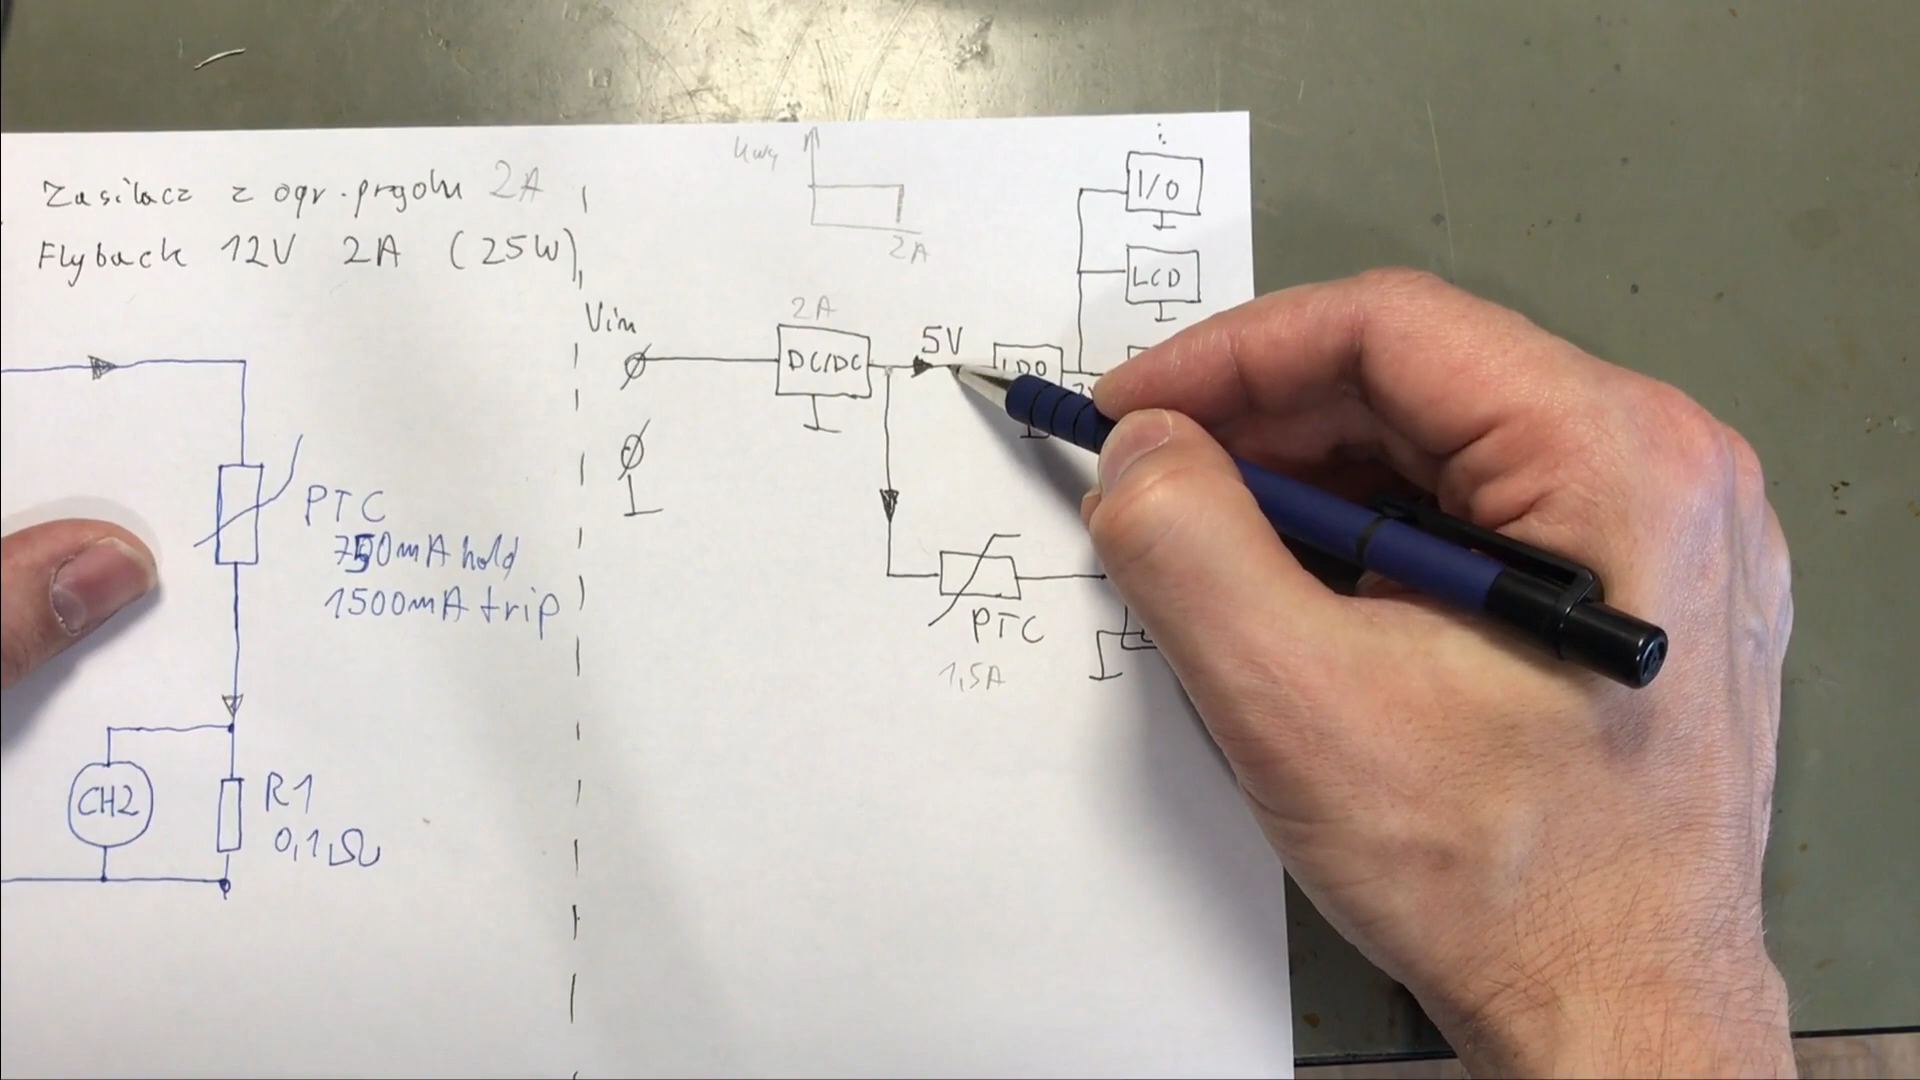 Zasilacz z ogr. prądu 2A
Flyback 12V 2A (25W)
PTC
750mA hold
1500mA trip
CH2
R1
0,1Ω
2A
Vin
2A
DC/DC
5V
LDO
I/O
LCD
PTC
1,5A